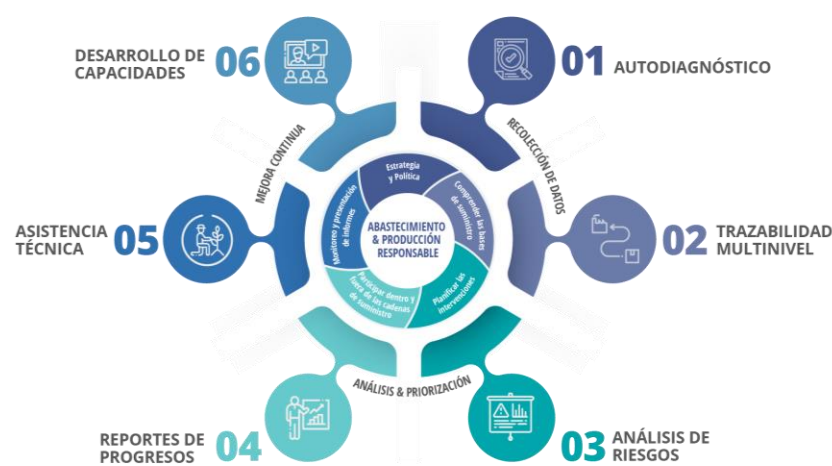 01 AUTODIAGNÓSTICO
02 TRAZABILIDAD
MULTINIVEL
03 ANÁLISIS DE
RIESGOS
REPORTES DE
PROGRESOS 04
ASISTENCIA
TÉCNICA 05
DESARROLLO DE
CAPACIDADES 06
RECOLECCIÓN DE DATOS
ANÁLISIS & PRIORIZACIÓN
MEJORA CONTINUA
Estrategia
y Política
Comprender las bases
de suministro
Planificar las
intervenciones
Participar dentro y
fuera de las cadenas
de suministro
Monitoreo y presentación
de informes
ABASTECIMIENTO
& PRODUCCIÓN
RESPONSABLE